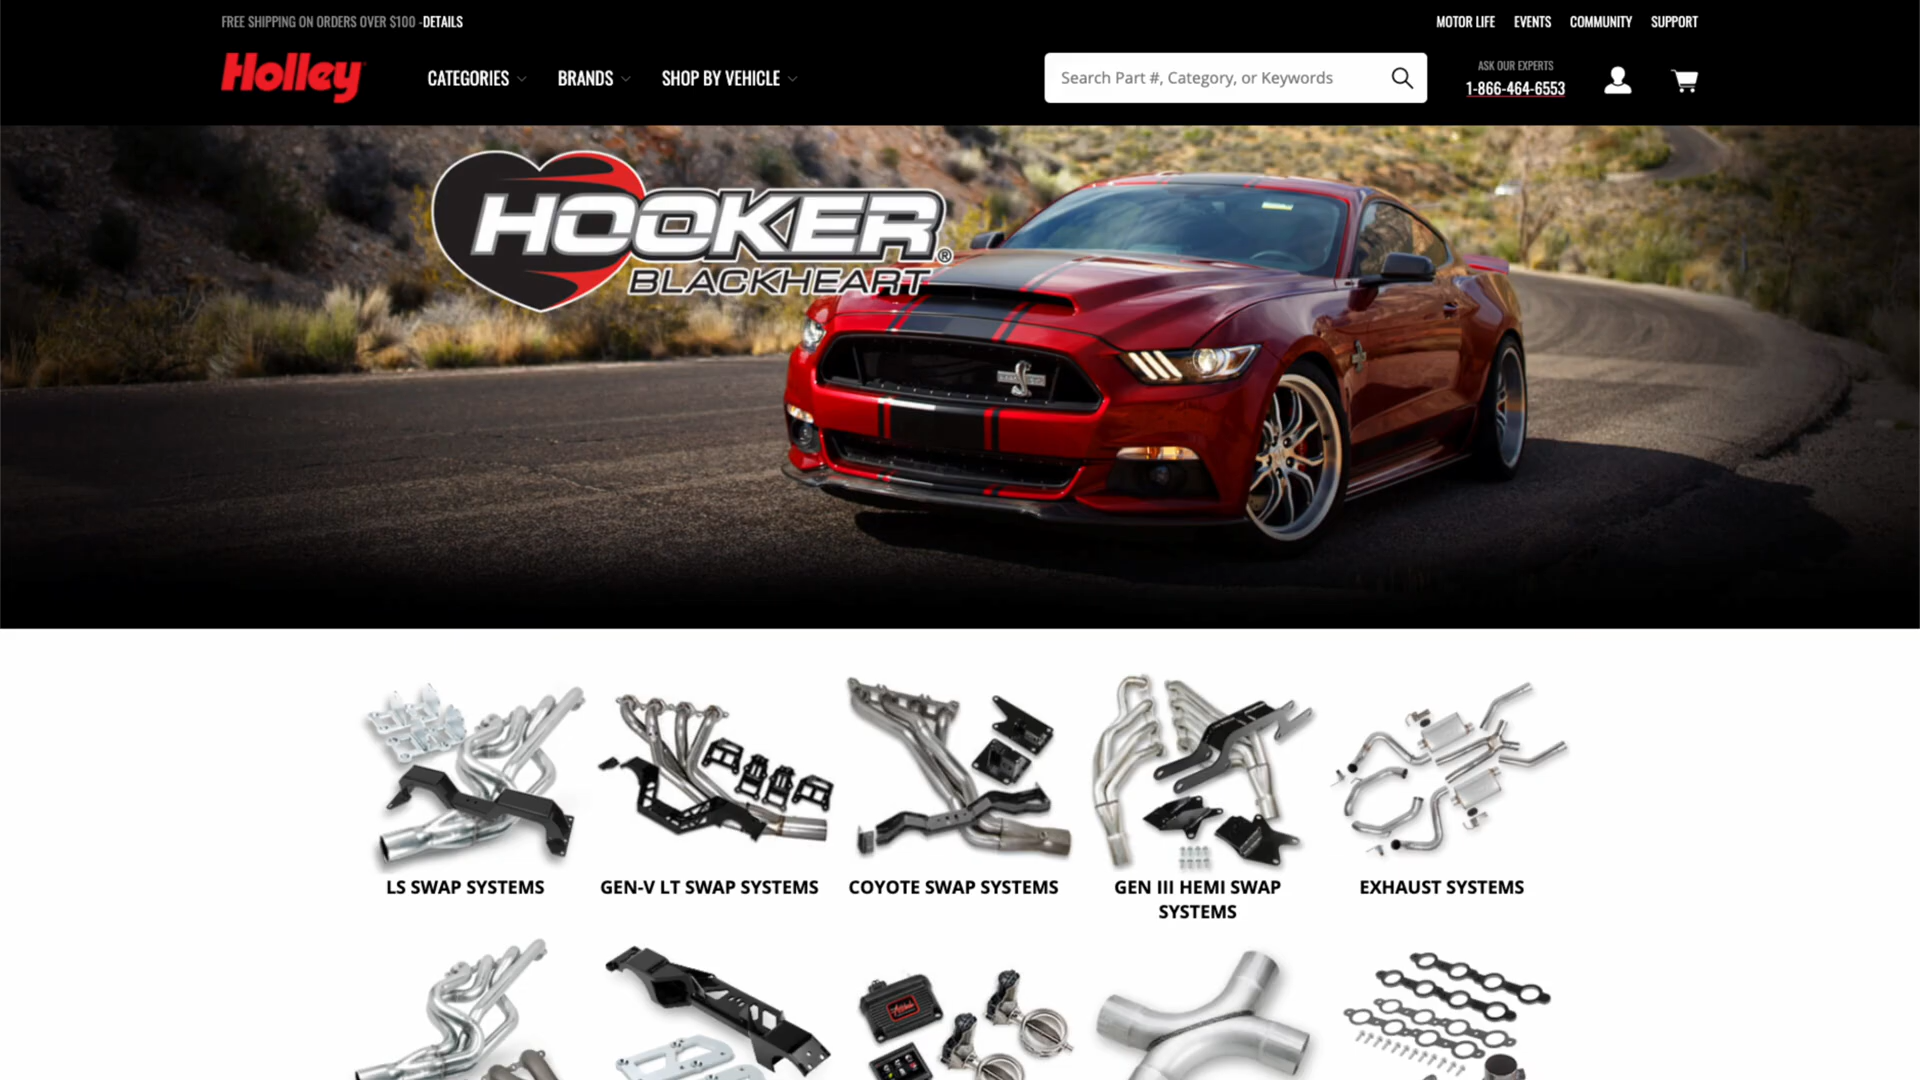 FREE SHIPPING ON ORDERS OVER $100 -DETAILS
MOTOR LIFE EVENTS COMMUNITY SUPPORT
Holley
CATEGORIES BRANDS SHOP BY VEHICLE
Search Part #, Category, or Keywords
ASK OUR EXPERTS
1-866-464-6553
HOOKER®
BLACKHEART
LS SWAP SYSTEMS
GEN-V LT SWAP SYSTEMS
COYOTE SWAP SYSTEMS
GEN III HEMI SWAP
SYSTEMS
EXHAUST SYSTEMS